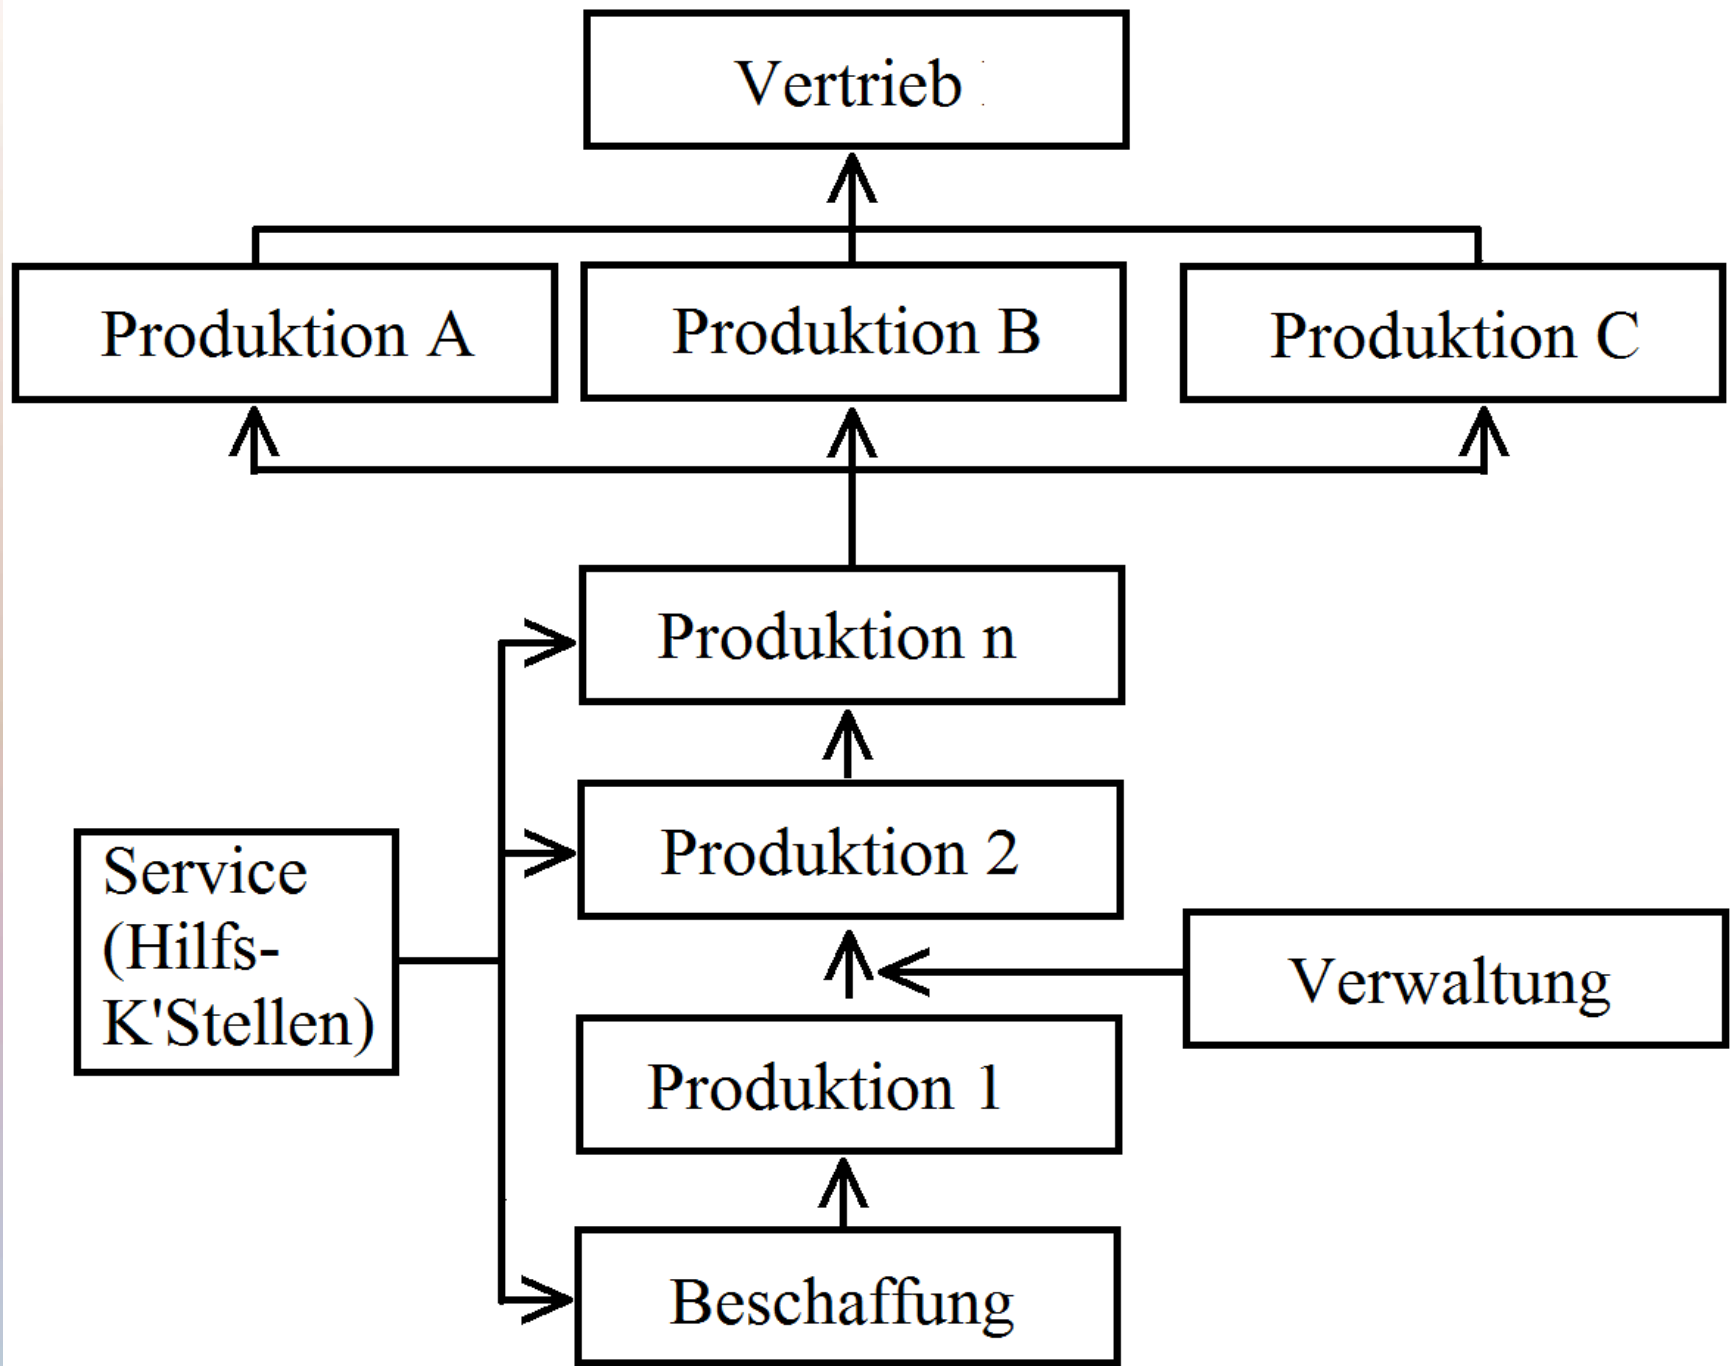 Vertrieb
Produktion A
Produktion B
Produktion C
Produktion n
Produktion 2
Service
(Hilfs-
K'Stellen)
Verwaltung
Produktion 1
Beschaffung